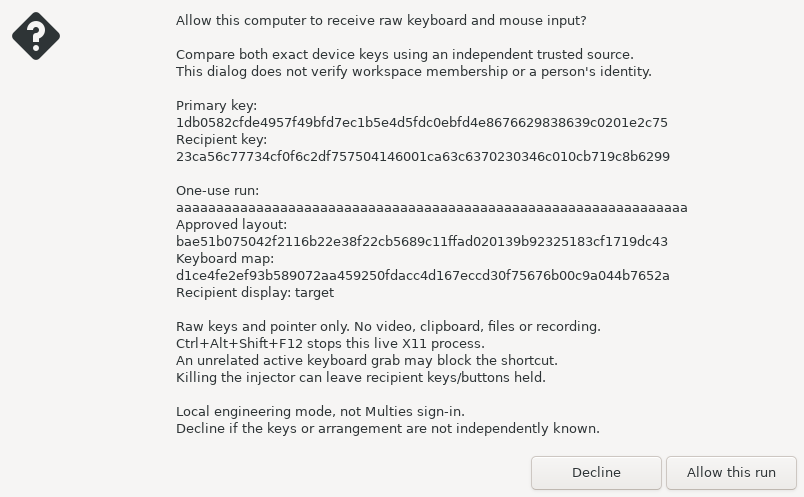 Allow this computer to receive raw keyboard and mouse input?
Compare both exact device keys using an independent trusted source.
This dialog does not verify workspace membership or a person's identity.
Primary key:
1db0582cfde4957f49bfd7ec1b5e4d5fdc0ebfd4e8676629838639c0201e2c75
Recipient key:
23ca56c77734cf0f6c2df757504146001ca63c6370230346c010cb719c8b6299
One-use run:
aaaaaaaaaaaaaaaaaaaaaaaaaaaaaaaaaaaaaaaaaaaaaaaaaaaaaaaaaaaaaaaa
Approved layout:
bae51b075042f2116b22e38f22cb5689c11ffad020139b92325183cf1719dc43
Keyboard map:
d1ce4fe2ef93b589072aa459250fdacc4d167eccd30f75676b00c9a044b7652a
Recipient display: target
Raw keys and pointer only. No video, clipboard, files or recording.
Ctrl+Alt+Shift+F12 stops this live X11 process.
An unrelated active keyboard grab may block the shortcut.
Killing the injector can leave recipient keys/buttons held.
Local engineering mode, not Multies sign-in.
Decline if the keys or arrangement are not independently known.
Decline
Allow this run